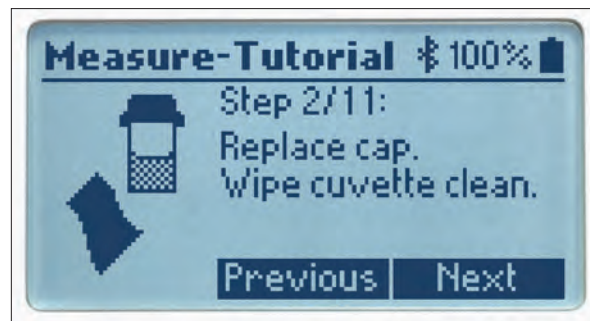 Measure-Tutorial 100%
Step 2/11:
Replace cap.
Wipe cuvette clean.
Previous Next